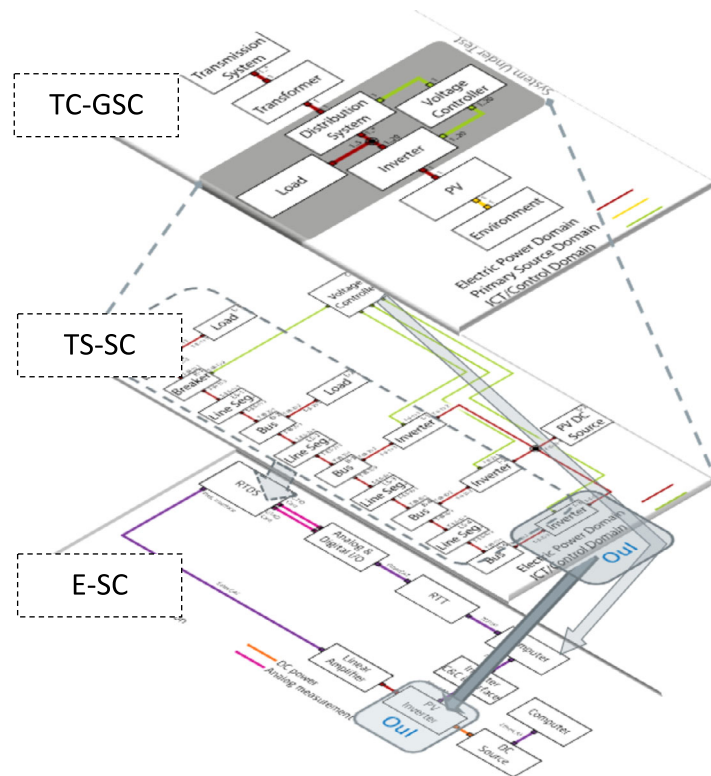 System Under Test
Transmission
System
Transformer
Distribution
System
Voltage
Controller
Inverter
Load
PV
Environment
TC-GSC
Electric Power Domain
Primary Source Domain
ICT/Control Domain
Voltage
Controller
TS-SC
Load
Breaker
Line Seg.
Bus
Load
Line Seg.
Bus
Inverter
Line Seg.
Bus
Inverter
PV DC
Source
Line Seg.
Bus
Inverter
Electric Power Domain
ICT/Control Domain
OuI
E-SC
RTDS
Analog &
Digital I/O
RTT
Computer
Linear
Amplifier
DC power
Analog measurement
PV
Inverter
OuI
DC
Source
Computer